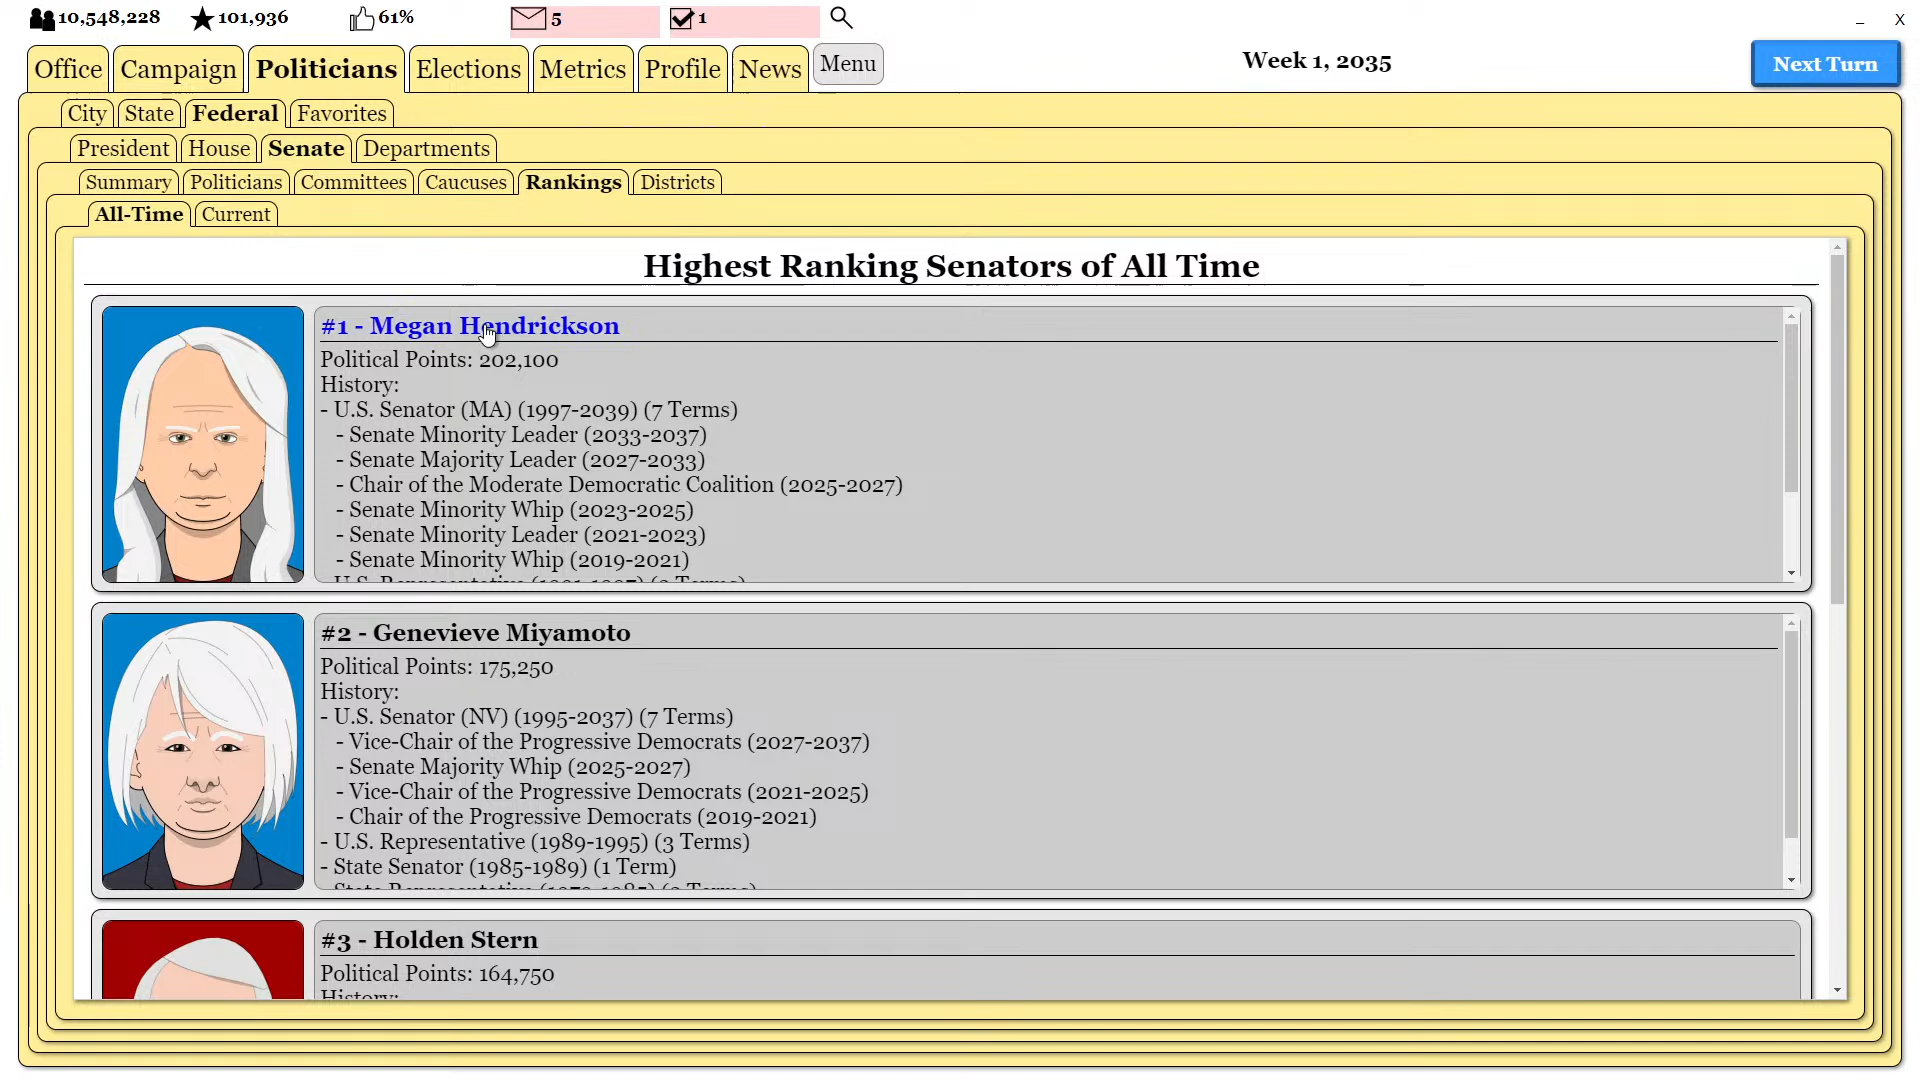 10,548,228 101,936 61% 5 1
_ X
Office Campaign Politicians Elections Metrics Profile News Menu
Week 1, 2035
Next Turn
City State Federal Favorites
President House Senate Departments
Summary Politicians Committees Caucuses Rankings Districts
All-Time Current
Highest Ranking Senators of All Time
#1 - Megan Hendrickson
Political Points: 202,100
History:
- U.S. Senator (MA) (1997-2039) (7 Terms)
- Senate Minority Leader (2033-2037)
- Senate Majority Leader (2027-2033)
- Chair of the Moderate Democratic Coalition (2025-2027)
- Senate Minority Whip (2023-2025)
- Senate Minority Leader (2021-2023)
- Senate Minority Whip (2019-2021)
- U.S. Representative
#2 - Genevieve Miyamoto
Political Points: 175,250
History:
- U.S. Senator (NV) (1995-2037) (7 Terms)
- Vice-Chair of the Progressive Democrats (2027-2037)
- Senate Majority Whip (2025-2027)
- Vice-Chair of the Progressive Democrats (2021-2025)
- Chair of the Progressive Democrats (2019-2021)
- U.S. Representative (1989-1995) (3 Terms)
- State Senator (1985-1989) (1 Term)
- State Representative
#3 - Holden Stern
Political Points: 164,750
History: